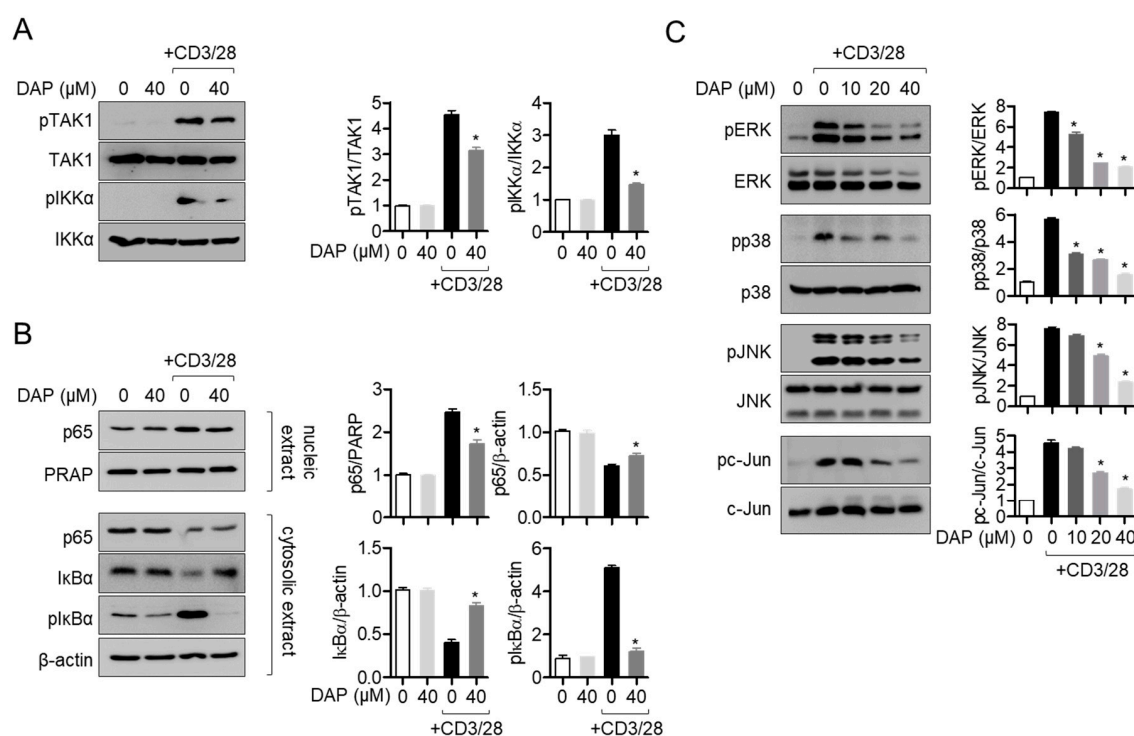 A
+CD3/28
DAP (µM) 0 40 0 40
pTAK1
TAK1
pIKKα
IKKα
pTAK1/TAK1
5
4
3
2
1
0
pIKKα/IKKα
4
3
2
1
0
DAP (µM) 0 40 0 40 0 40 0 40
+CD3/28 +CD3/28
B
+CD3/28
DAP (µM) 0 40 0 40
p65
PRAP
nucleic
extract
p65
IκBα
pIκBα
β-actin
cytosolic extract
p65/PARP
3
2
1
0
p65/β-actin
1.5
1.0
0.5
0.0
* *
IκBα/β-actin
1.5
1.0
0.5
0.0
pIκBα/β-actin
6
4
2
0
* *
DAP (µM) 0 40 0 40 0 40 0 40
+CD3/28 +CD3/28
C
+CD3/28
DAP (µM) 0 0 10 20 40
pERK
ERK
pp38
p38
pJNK
JNK
pc-Jun
c-Jun
pERK/ERK
8
6
4
2
0
* * *
pp38/p38
6
4
2
0
* * *
pJNK/JNK
8
6
4
2
0
* *
pc-Jun/c-Jun
5
4
3
2
1
0
* *
DAP (µM) 0 0 10 20 40
+CD3/28